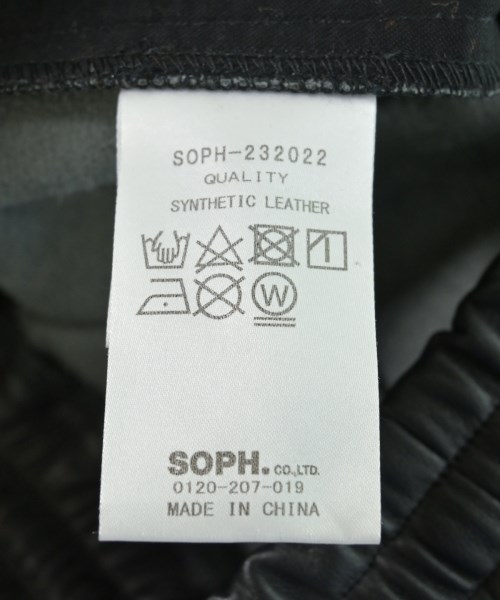 SOPH-232022
QUALITY
SYNTHETIC LEATHER
W
SOPH. CO.,LTD.
0120-207-019
MADE IN CHINA